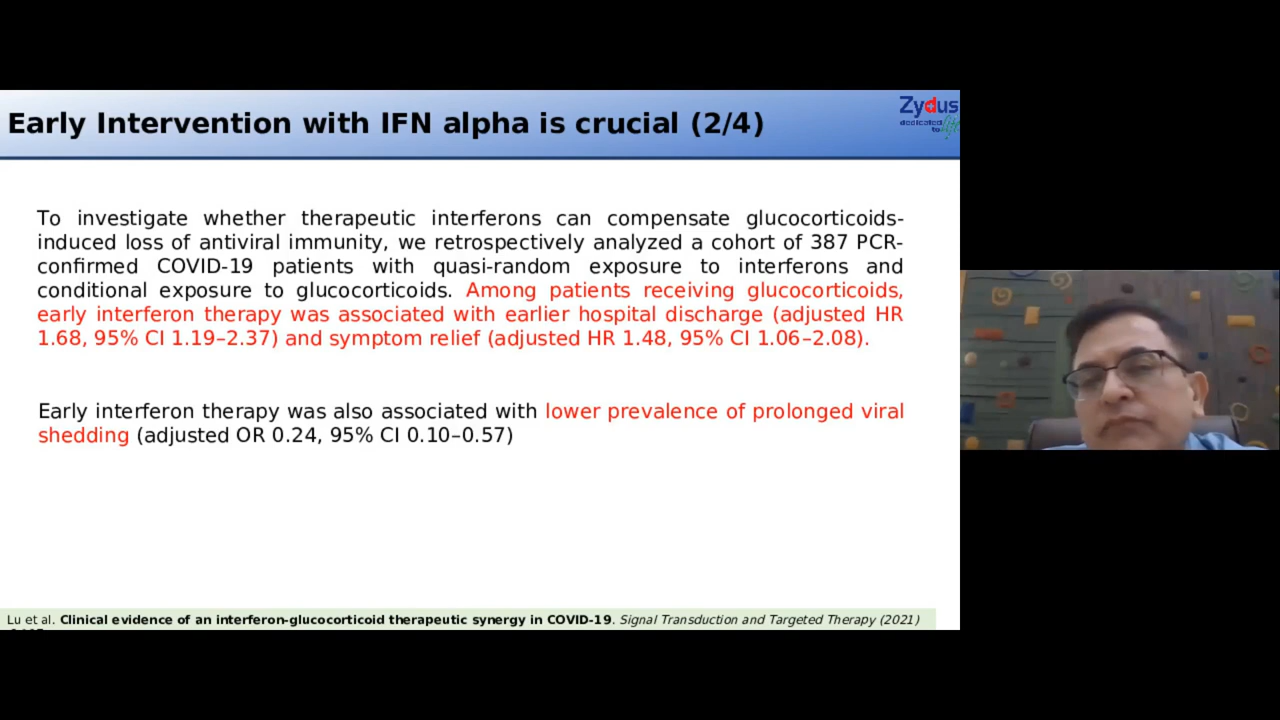 Early Intervention with IFN alpha is crucial (2/4)
Zydus
dedicated
to life
To investigate whether therapeutic interferons can compensate glucocorticoids-
induced loss of antiviral immunity, we retrospectively analyzed a cohort of 387 PCR-
confirmed COVID-19 patients with quasi-random exposure to interferons and
conditional exposure to glucocorticoids. Among patients receiving glucocorticoids,
early interferon therapy was associated with earlier hospital discharge (adjusted HR
1.68, 95% CI 1.19–2.37) and symptom relief (adjusted HR 1.48, 95% CI 1.06–2.08).
Early interferon therapy was also associated with lower prevalence of prolonged viral
shedding (adjusted OR 0.24, 95% CI 0.10–0.57)
Lu et al. Clinical evidence of an interferon-glucocorticoid therapeutic synergy in COVID-19. Signal Transduction and Targeted Therapy (2021)